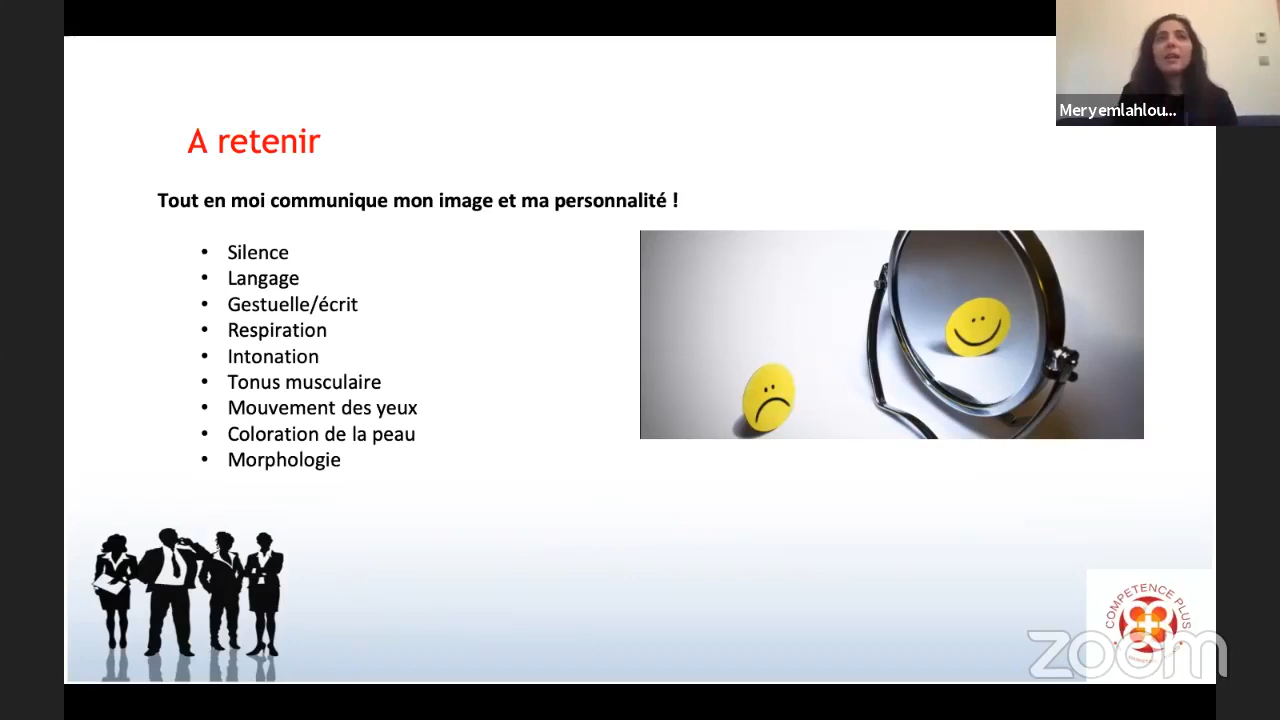 Meryemlahlou...
A retenir
Tout en moi communique mon image et ma personnalité !
• Silence
• Langage
• Gestuelle/écrit
• Respiration
• Intonation
• Tonus musculaire
• Mouvement des yeux
• Coloration de la peau
• Morphologie
COMPETENCE PLUS
zoom